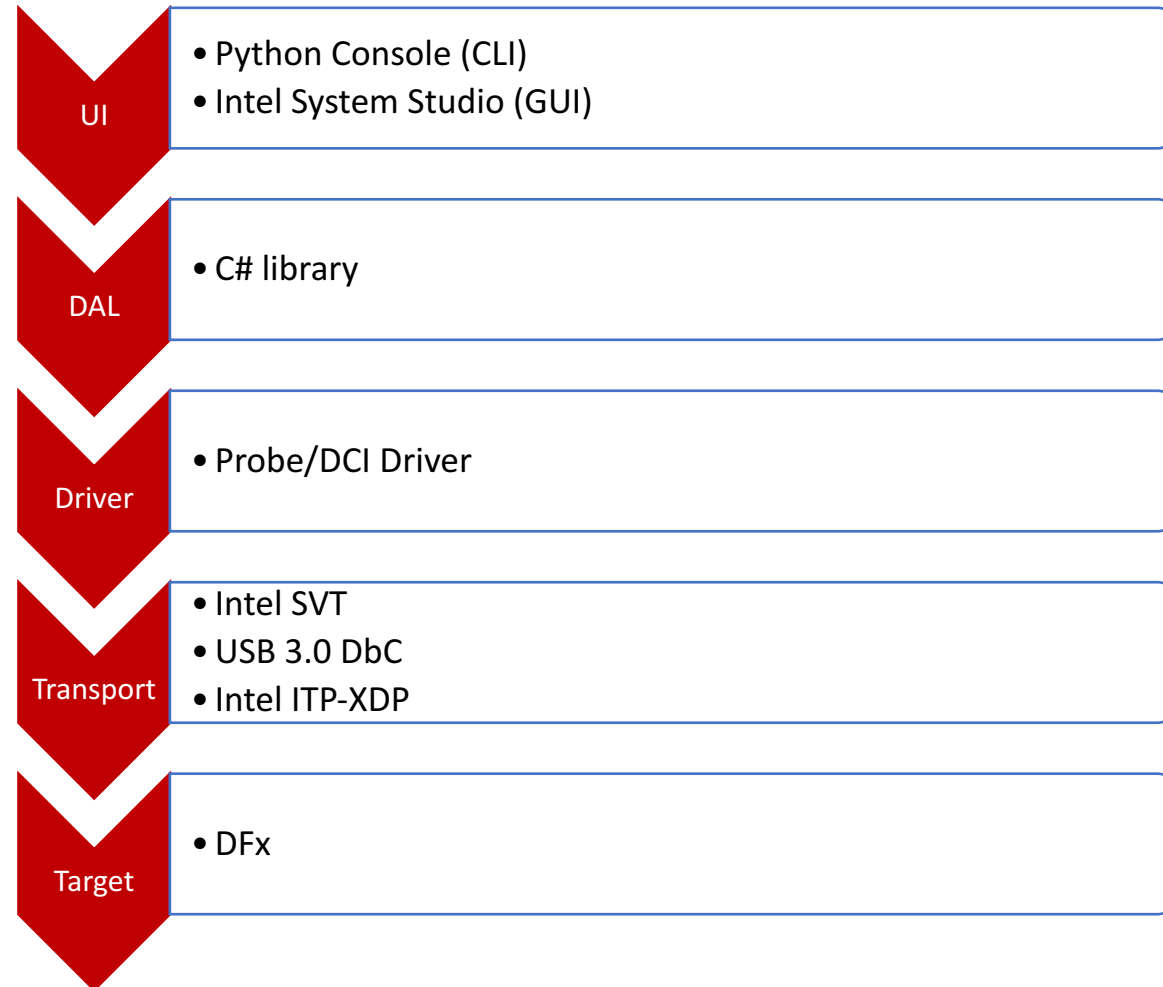 UI
• Python Console (CLI)
• Intel System Studio (GUI)
DAL
• C# library
Driver
• Probe/DCI Driver
Transport
• Intel SVT
• USB 3.0 DbC
• Intel ITP-XDP
Target
• DFx